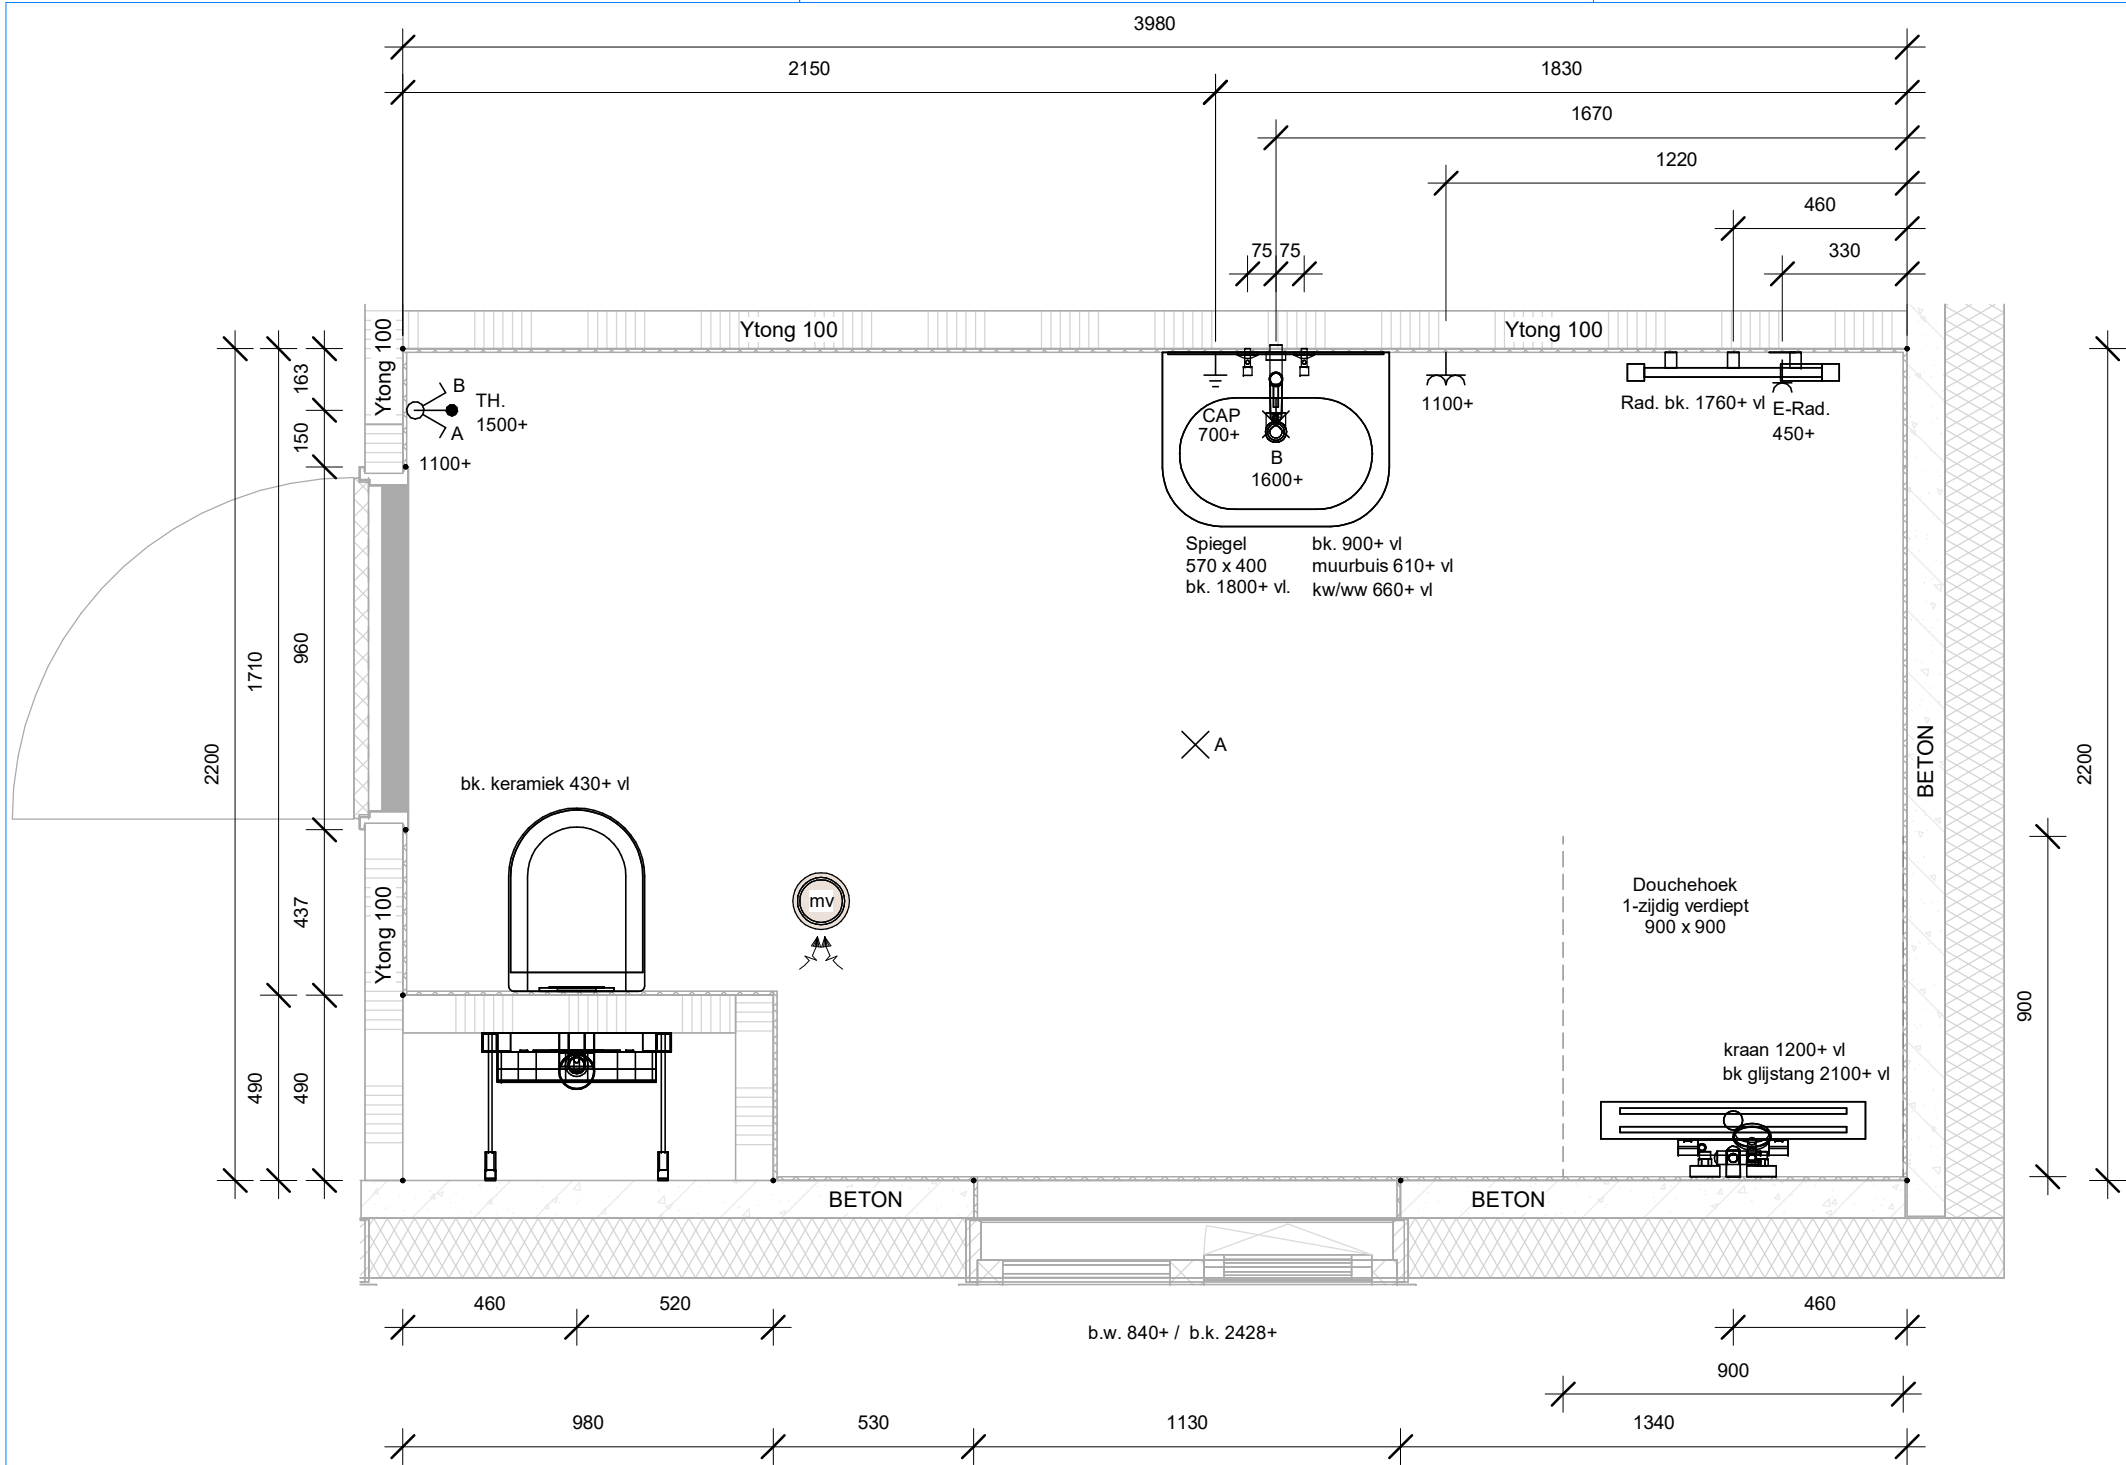 3980
2150
1830
1670
1220
460
75 75
330
Ytong 100
Ytong 100
Ytong 100
163
150
B
TH.
1500+
A
1100+
CAP
700+
B
1600+
1100+
Rad. bk. 1760+ vl
E-Rad.
450+
Spiegel
570 x 400
bk. 1800+ vl.
bk. 900+ vl
muurbuis 610+ vl
kw/ww 660+ vl
960
1710
2200
A
BETON
2200
bk. keramiek 430+ vl
mv
Ytong 100
437
Douchehoek
1-zijdig verdiept
900 x 900
900
490
490
kraan 1200+ vl
bk glijstang 2100+ vl
BETON
BETON
460
520
b.w. 840+ / b.k. 2428+
460
900
980
530
1130
1340